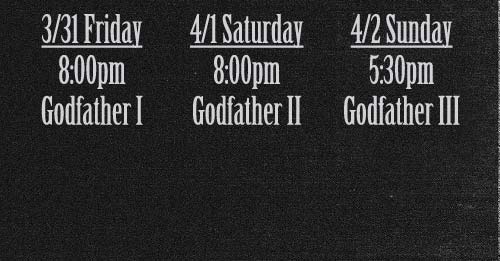 3/31 Friday
8:00pm
Godfather I
4/1 Saturday
8:00pm
Godfather II
4/2 Sunday
5:30pm
Godfather III